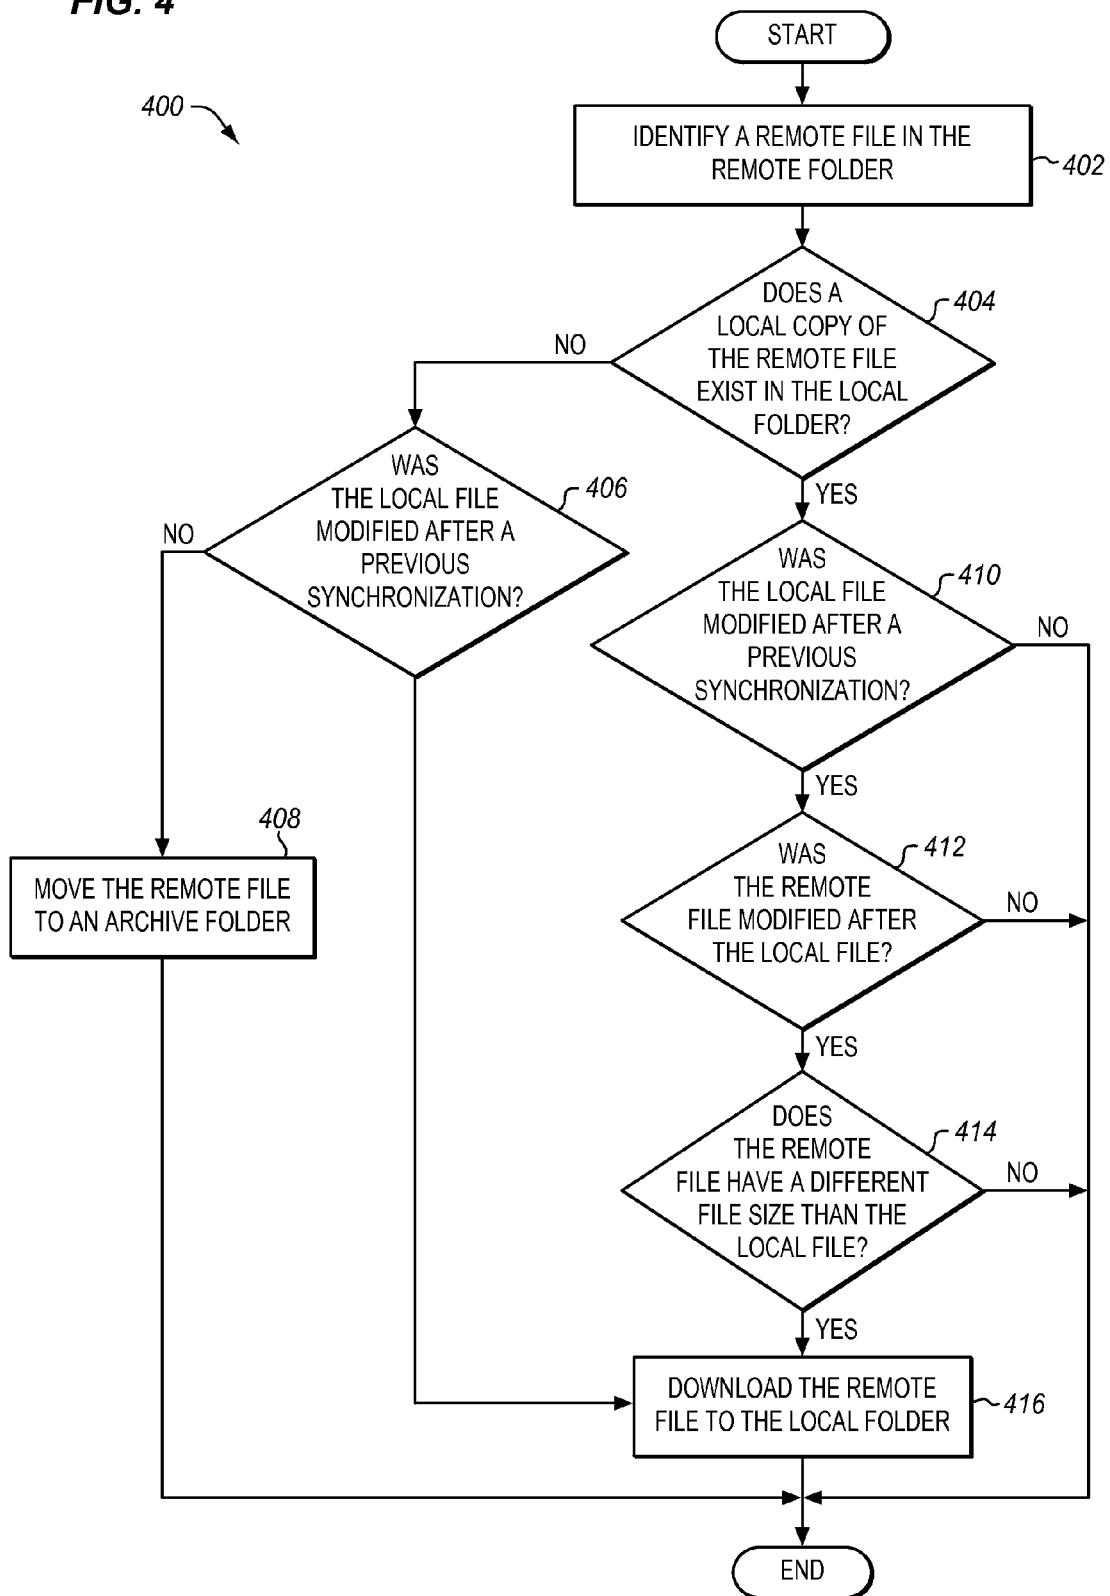 FIG. 4
START
400
IDENTIFY A REMOTE FILE IN THE
REMOTE FOLDER
402
DOES A
LOCAL COPY OF
THE REMOTE FILE
EXIST IN THE LOCAL
FOLDER?
404
NO
YES
WAS
THE LOCAL FILE
MODIFIED AFTER A
PREVIOUS
SYNCHRONIZATION?
406
NO
WAS
THE LOCAL FILE
MODIFIED AFTER A
PREVIOUS
SYNCHRONIZATION?
410
NO
YES
408
MOVE THE REMOTE FILE
TO AN ARCHIVE FOLDER
WAS
THE REMOTE
FILE MODIFIED AFTER
THE LOCAL FILE?
412
NO
YES
DOES
THE REMOTE
FILE HAVE A DIFFERENT
FILE SIZE THAN THE
LOCAL FILE?
414
NO
YES
DOWNLOAD THE REMOTE
FILE TO THE LOCAL FOLDER
416
END